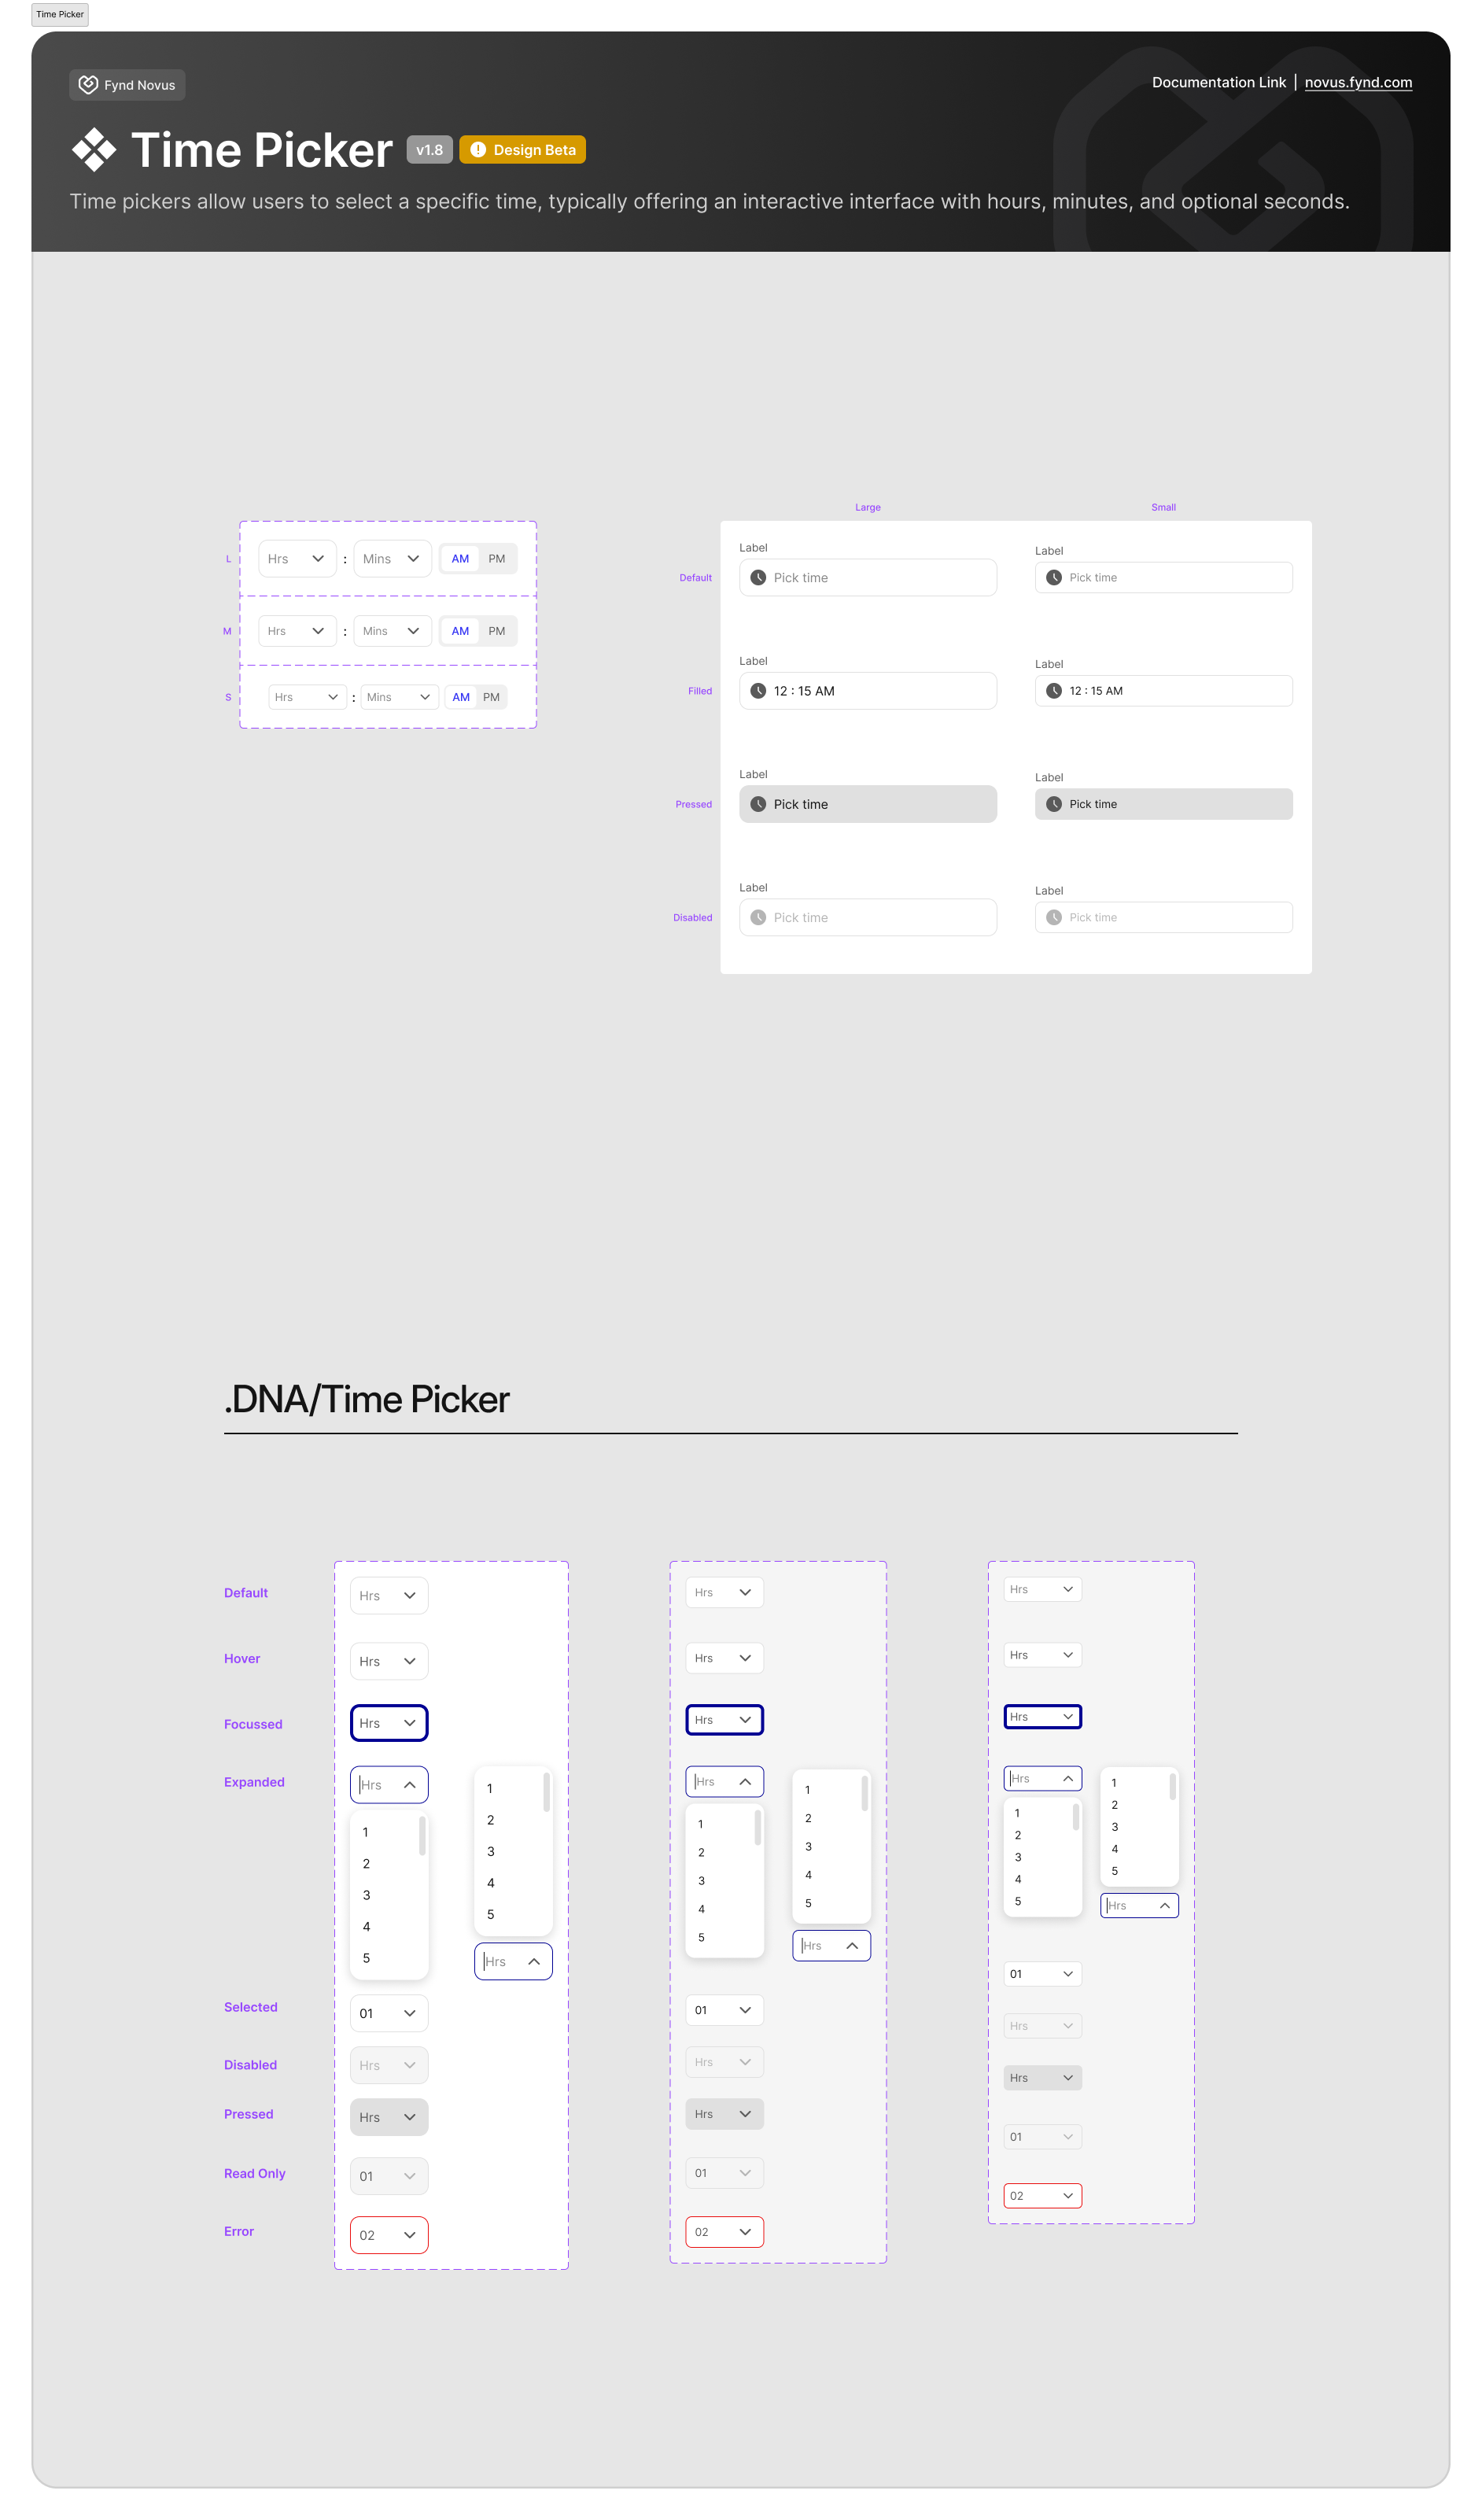 Time Picker
Fynd Novus
Documentation Link | novus.fynd.com
Time Picker v1.8 Design Beta
Time pickers allow users to select a specific time, typically offering an interactive interface with hours, minutes, and optional seconds.
L Hrs : Mins AM PM
M Hrs : Mins AM PM
S Hrs : Mins AM PM
Large Small
Label Label
Default Pick time Pick time
Label Label
Filled 12 : 15 AM 12 : 15 AM
Label Label
Pressed Pick time Pick time
Label Label
Disabled Pick time Pick time
.DNA/Time Picker
Default Hrs Hrs Hrs
Hover Hrs Hrs Hrs
Focussed Hrs Hrs Hrs
Expanded
Hrs
1
2
3
4
5
1
2
3
4
5
Hrs
Hrs
1
2
3
4
5
1
2
3
4
5
Hrs
Hrs
1
2
3
4
5
1
2
3
4
5
Hrs
Selected 01 01 01
Disabled Hrs Hrs Hrs
Pressed Hrs Hrs Hrs
Read Only 01 01 01
Error 02 02 02